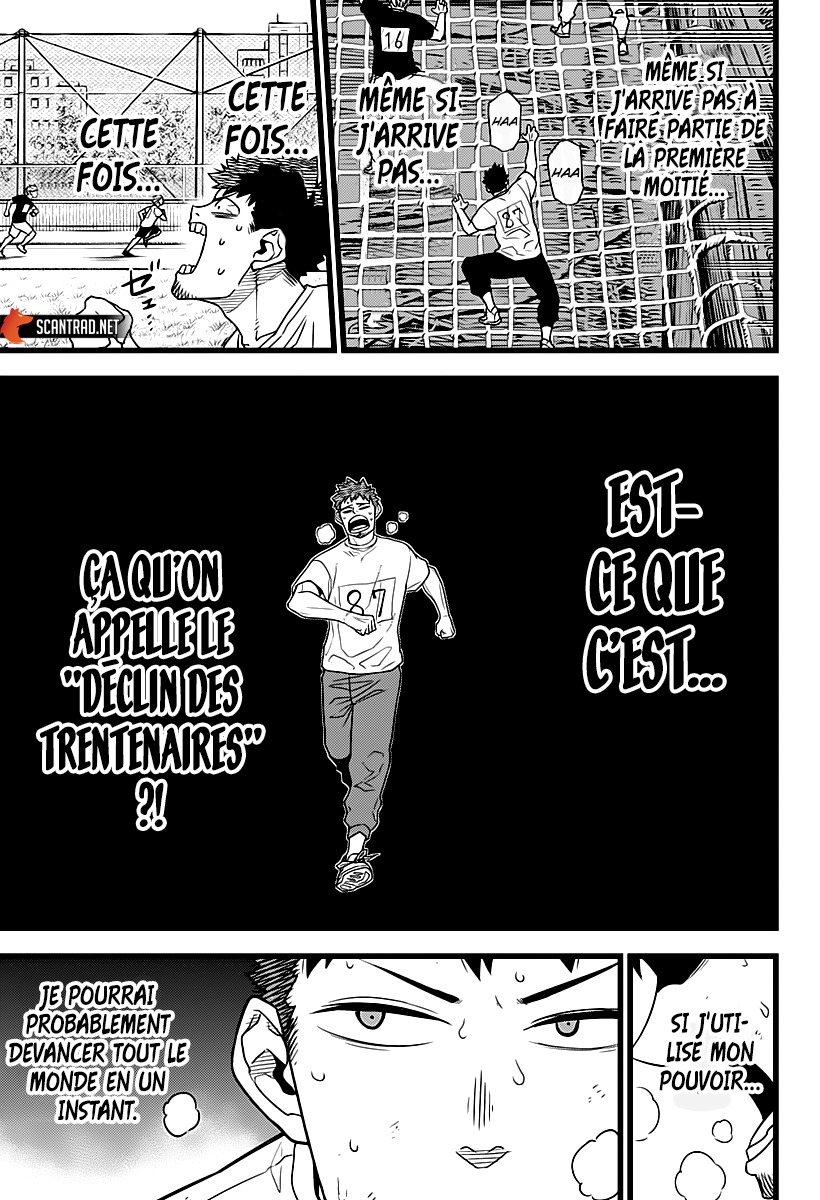 MÊME SI
J'ARRIVE PAS À
FAIRE PARTIE DE
LA PREMIÈRE
MOITIÉ...
16
HAA
HAA
87
MÊME SI
J'ARRIVE
PAS...
CETTE
FOIS...
CETTE
FOIS...
ゼェ
SCANTRAD.NET
EST-
CE QUE
C'EST...
87
ÇA QU'ON
APPELLE LE
"DÉCLIN DES
TRENTENAIRES"
?!
SI J'UTI-
LISE MON
POUVOIR...
JE POURRAI
PROBABLEMENT
DEVANCER TOUT LE
MONDE EN UN
INSTANT.